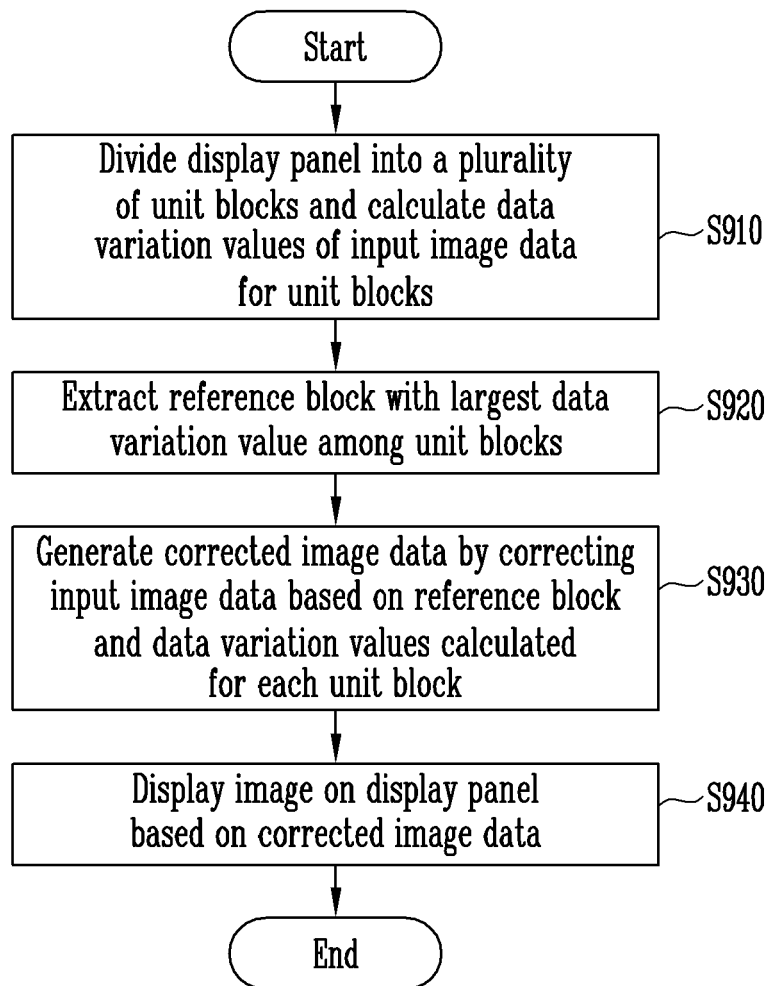 Start
Divide display panel into a plurality
of unit blocks and calculate data
variation values of input image data
for unit blocks
S910
Extract reference block with largest data
variation value among unit blocks
S920
Generate corrected image data by correcting
input image data based on reference block
and data variation values calculated
for each unit block
S930
Display image on display panel
based on corrected image data
S940
End